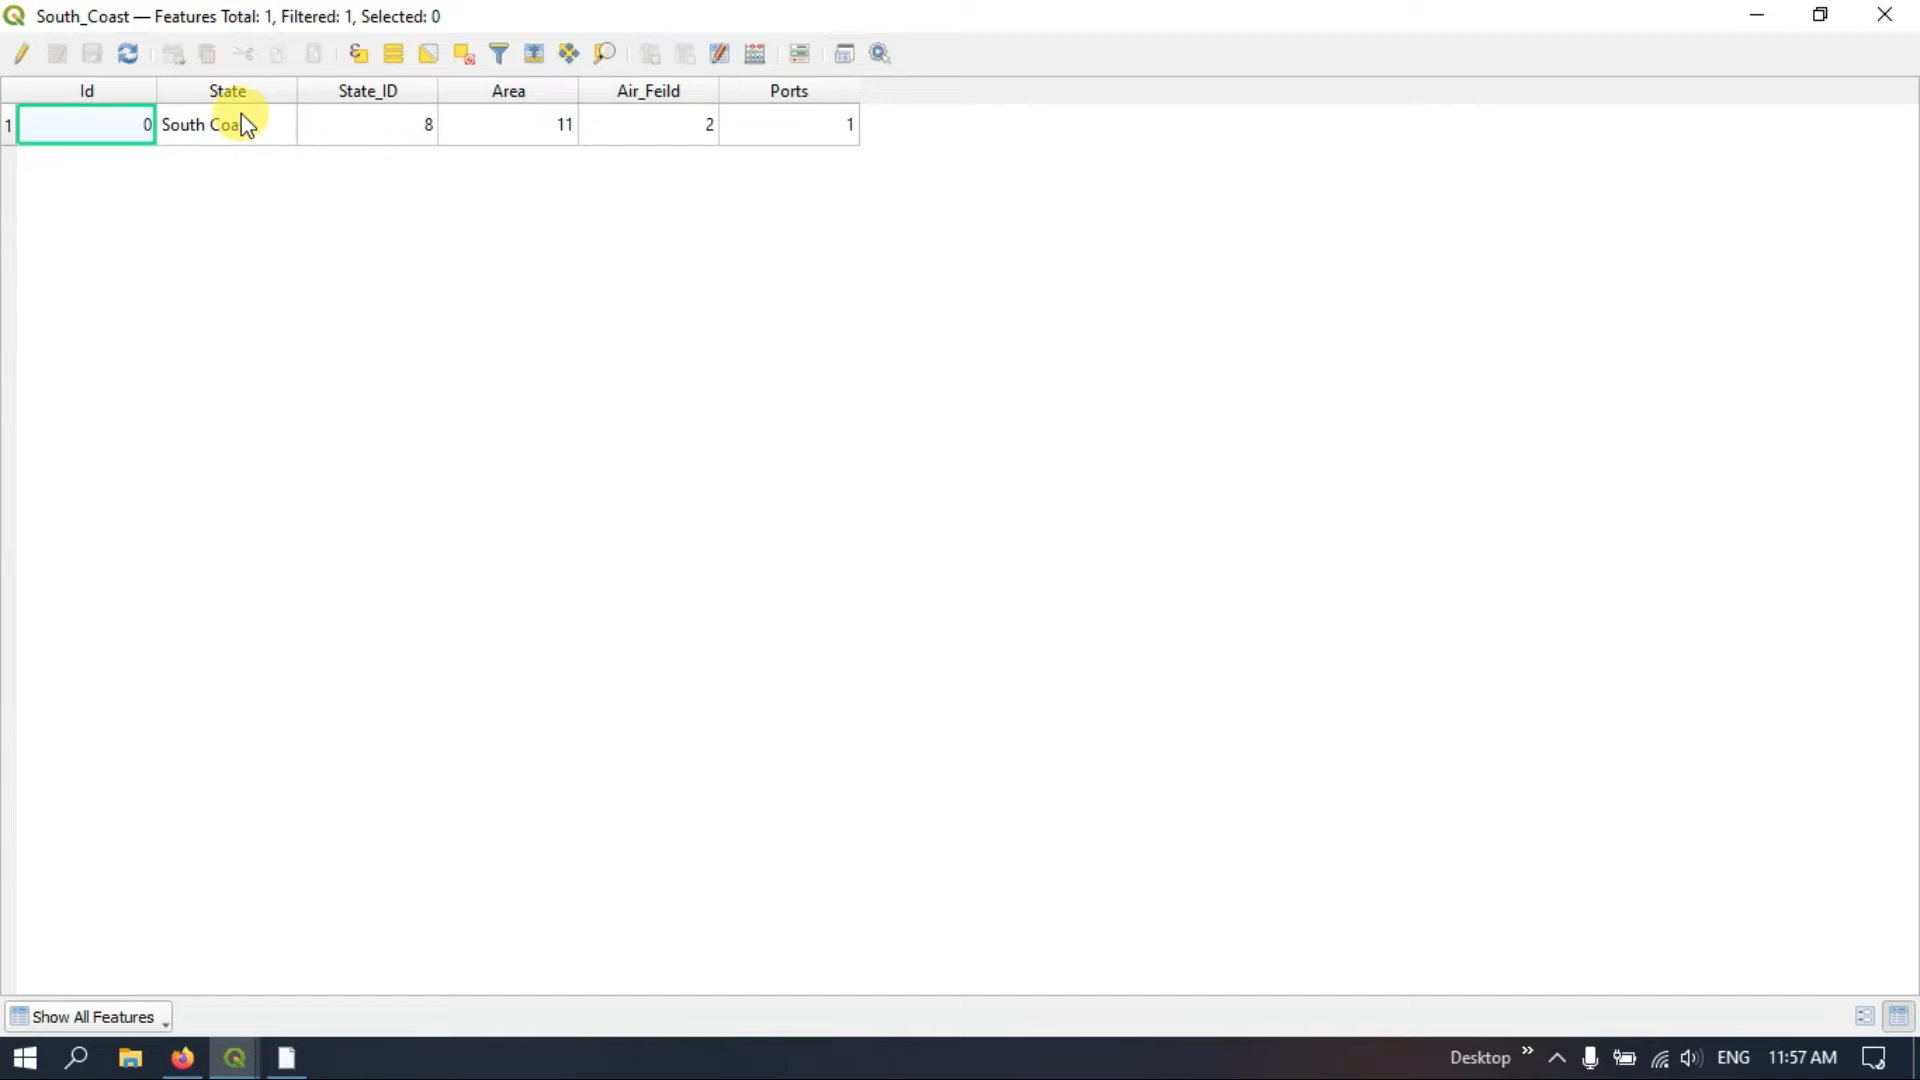 South_Coast — Features Total: 1, Filtered: 1, Selected: 0
Id State State_ID Area Air_Feild Ports
1 0 South 8 11 2 1
Show All Features
Desktop » ENG 11:57 AM